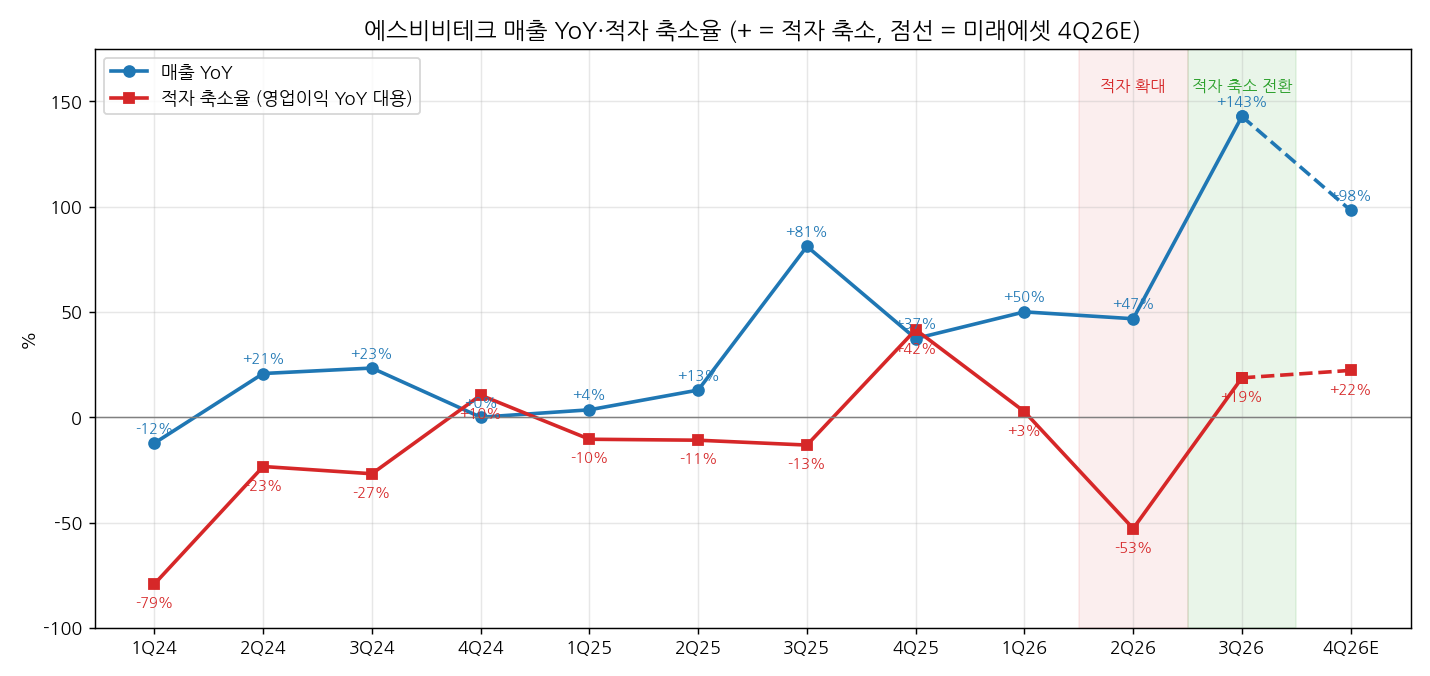 에스비비테크 매출 YoY·적자 축소율 (+ = 적자 축소, 점선 = 미래에셋 4Q26E)
매출 YoY
적자 축소율 (영업이익 YoY 대용)
적자 확대
적자 축소 전환
%
150
100
50
0
-50
-100
-12%
+21%
+23%
+0%
+4%
+13%
+81%
+37%
+50%
+47%
+143%
+98%
-79%
-23%
-27%
+10%
-10%
-11%
-13%
+42%
+3%
-53%
+19%
+22%
1Q24
2Q24
3Q24
4Q24
1Q25
2Q25
3Q25
4Q25
1Q26
2Q26
3Q26
4Q26E